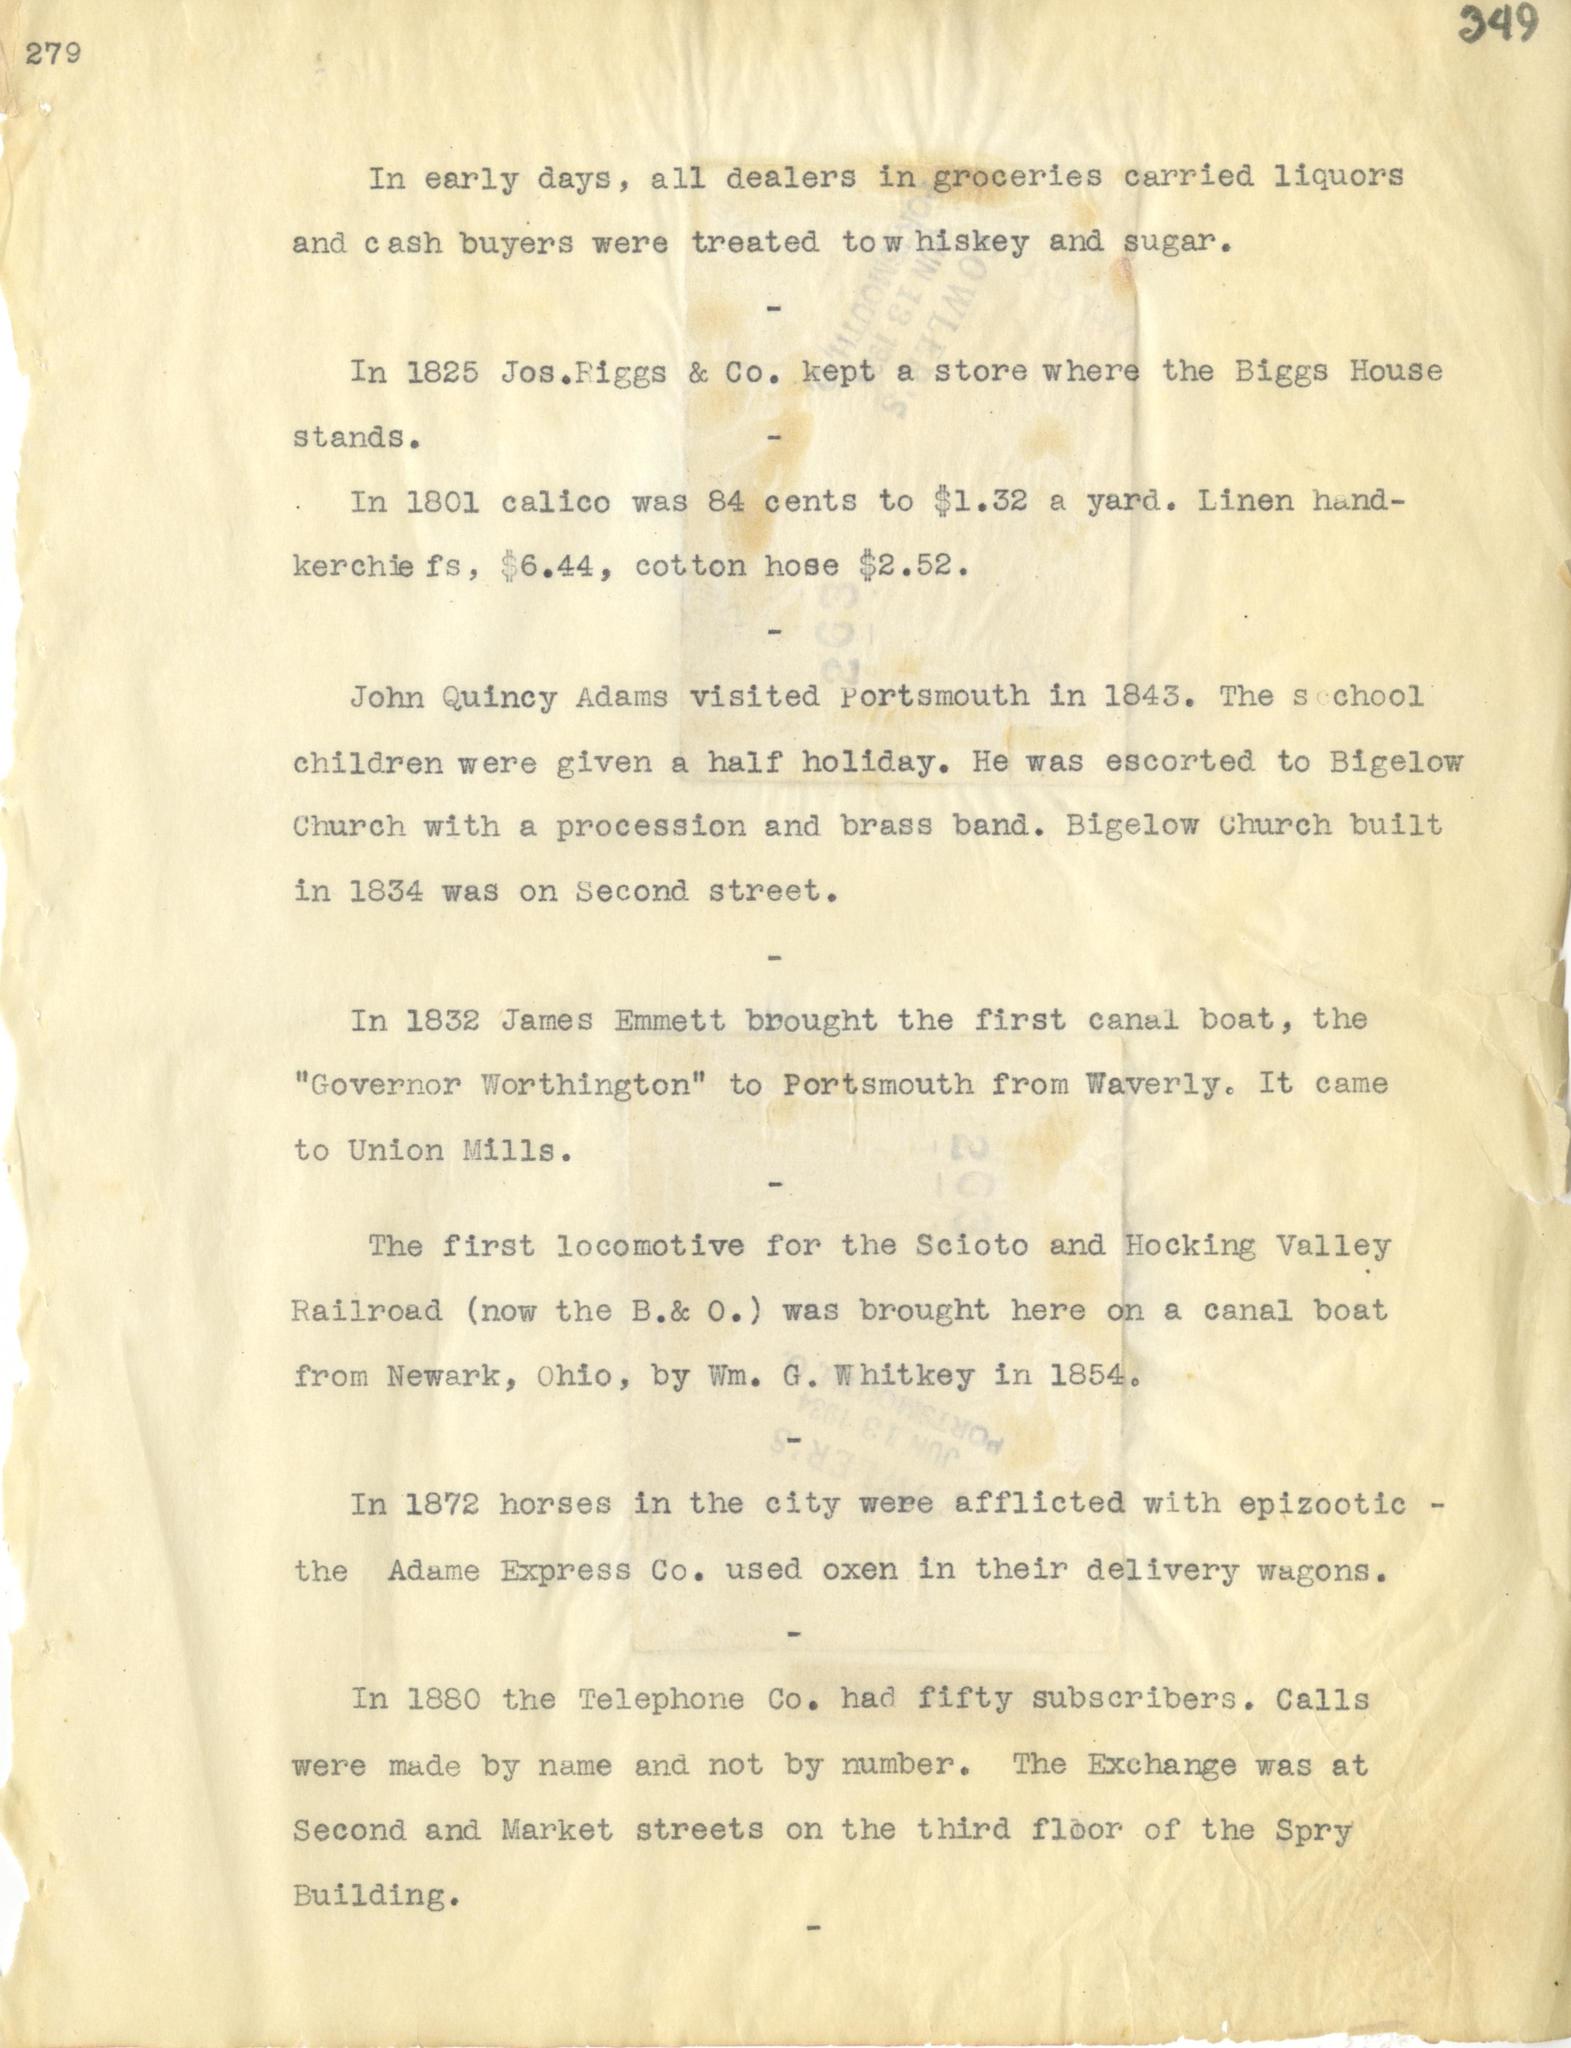 279
349
In early days, all dealers in groceries carried liquors
and cash buyers were treated tow hiskey and sugar.
-
In 1825 Jos.Riggs & Co. kept a store where the Biggs House
stands.
-
In 1801 calico was 84 cents to $1.32 a yard. Linen hand-
kerchie fs, $6.44, cotton hose $2.52.
-
John Quincy Adams visited Portsmouth in 1843. The s chool
children were given a half holiday. He was escorted to Bigelow
Church with a procession and brass band. Bigelow Church built
in 1834 was on Second street.
-
In 1832 James Emmett brought the first canal boat, the
"Governor Worthington" to Portsmouth from Waverly. It came
to Union Mills.
-
The first locomotive for the Scioto and Hocking Valley
Railroad (now the B.& O.) was brought here on a canal boat
from Newark, Ohio, by Wm. G. Whitkey in 1854.
-
In 1872 horses in the city were afflicted with epizootic -
the Adame Express Co. used oxen in their delivery wagons.
-
In 1880 the Telephone Co. had fifty subscribers. Calls
were made by name and not by number. The Exchange was at
Second and Market streets on the third floor of the Spry
Building.
-